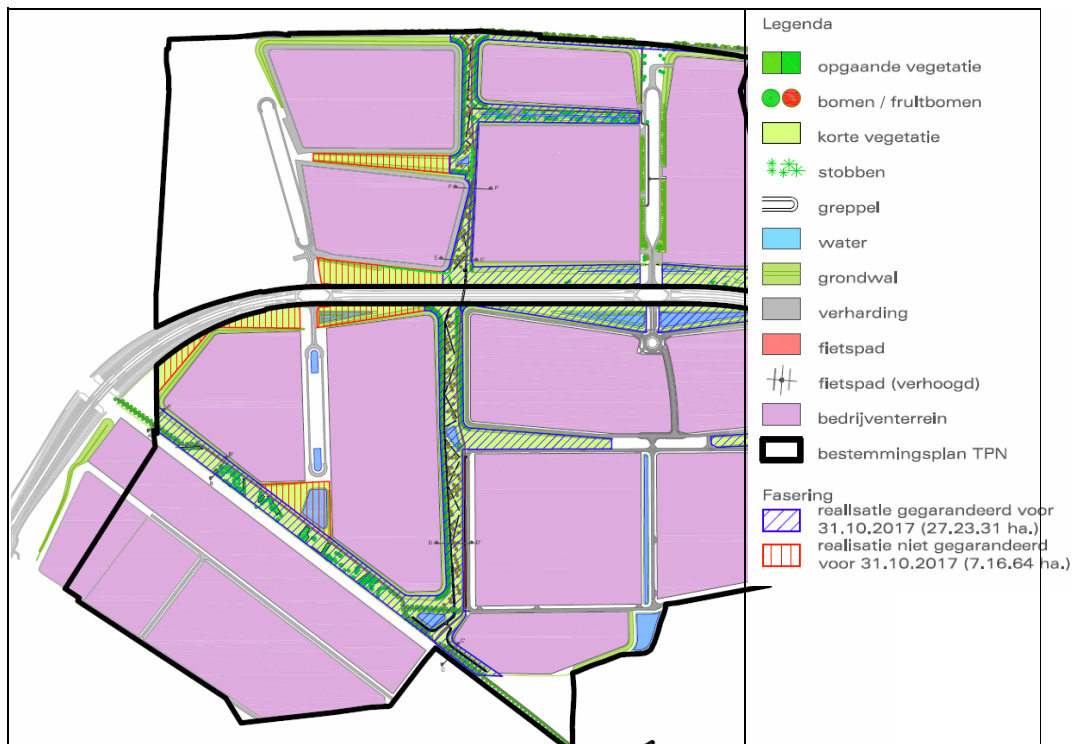 Legenda
opgaande vegetatie
bomen / fruitbomen
korte vegetatie
stobben
greppel
water
grondwal
verharding
fietspad
fietspad (verhoogd)
bedrijventerrein
bestemmingsplan TPN
Fasering
realisatie gegarandeerd voor
31.10.2017 (27.23.31 ha.)
realisatie niet gegarandeerd
voor 31.10.2017 (7.16.64 ha.)
F F'
E E'
D D'
C'
C